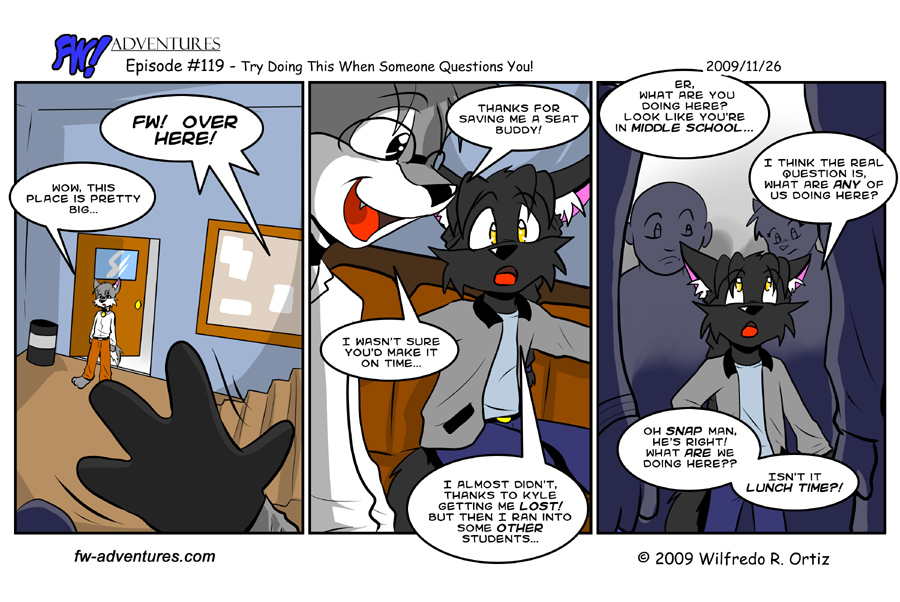 FW! ADVENTURES
Episode #119 - Try Doing This When Someone Questions You!
2009/11/26
FW! OVER
HERE!
WOW, THIS
PLACE IS PRETTY
BIG...
THANKS FOR
SAVING ME A SEAT
BUDDY!
I WASN'T SURE
YOU'D MAKE IT
ON TIME...
I ALMOST DIDN'T,
THANKS TO KYLE
GETTING ME LOST!
BUT THEN I RAN INTO
SOME OTHER
STUDENTS...
ER,
WHAT ARE YOU
DOING HERE?
LOOK LIKE YOU'RE
IN MIDDLE SCHOOL...
I THINK THE REAL
QUESTION IS,
WHAT ARE ANY OF
US DOING HERE?
OH SNAP MAN,
HE'S RIGHT!
WHAT ARE WE
DOING HERE??
ISN'T IT
LUNCH TIME?!
fw-adventures.com
© 2009 Wilfredo R. Ortiz